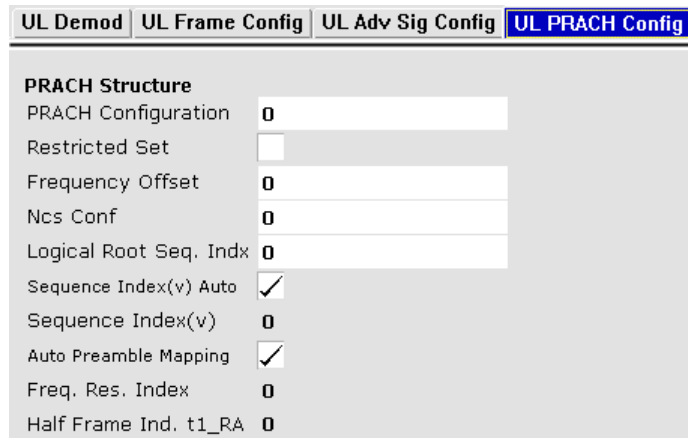 UL Demod UL Frame Config UL Adv Sig Config UL PRACH Config
PRACH Structure
PRACH Configuration 0
Restricted Set
Frequency Offset 0
Ncs Conf 0
Logical Root Seq. Indx 0
Sequence Index(v) Auto
Sequence Index(v) 0
Auto Preamble Mapping
Freq. Res. Index 0
Half Frame Ind. t1_RA 0